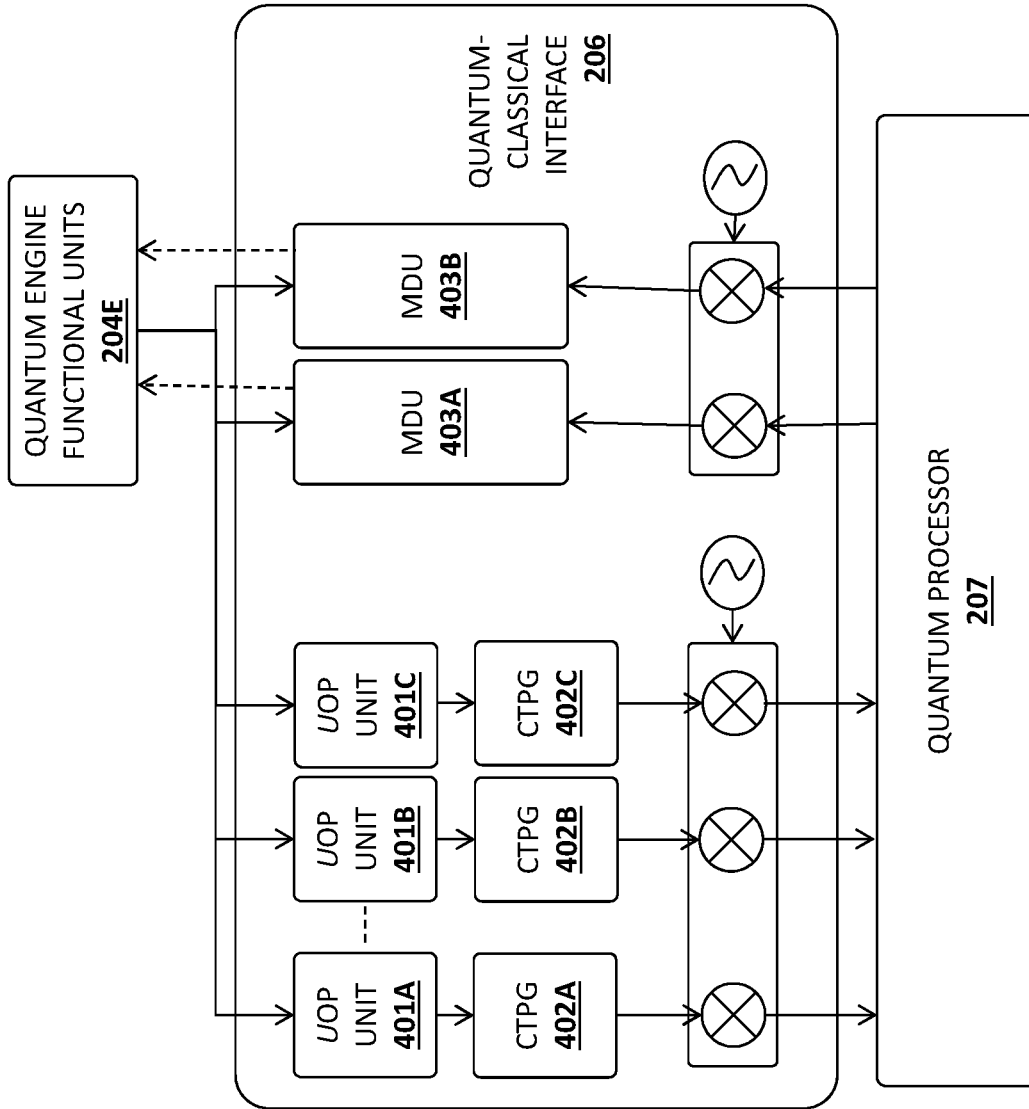 QUANTUM ENGINE
FUNCTIONAL UNITS
204E
QUANTUM-
CLASSICAL
INTERFACE
206
UOP
UNIT
401A
UOP
UNIT
401B
UOP
UNIT
401C
MDU
403A
MDU
403B
CTPG
402A
CTPG
402B
CTPG
402C
QUANTUM PROCESSOR
207